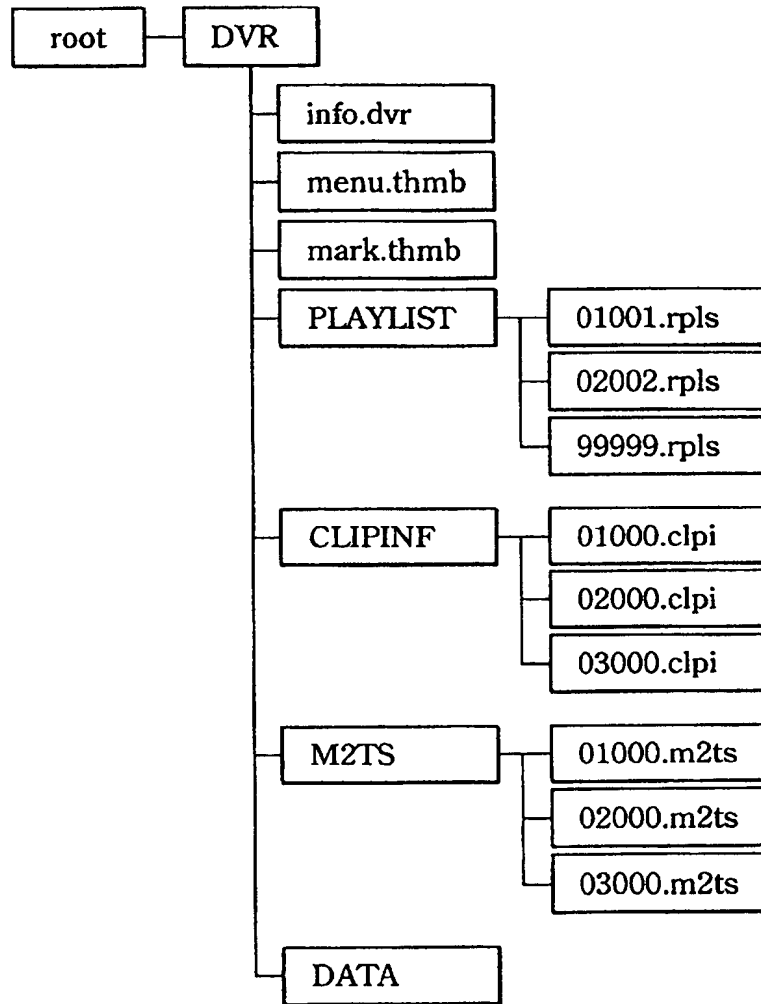 root
DVR
info.dvr
menu.thmb
mark.thmb
PLAYLIST
01001.rpls
02002.rpls
99999.rpls
CLIPINF
01000.clpi
02000.clpi
03000.clpi
M2TS
01000.m2ts
02000.m2ts
03000.m2ts
DATA